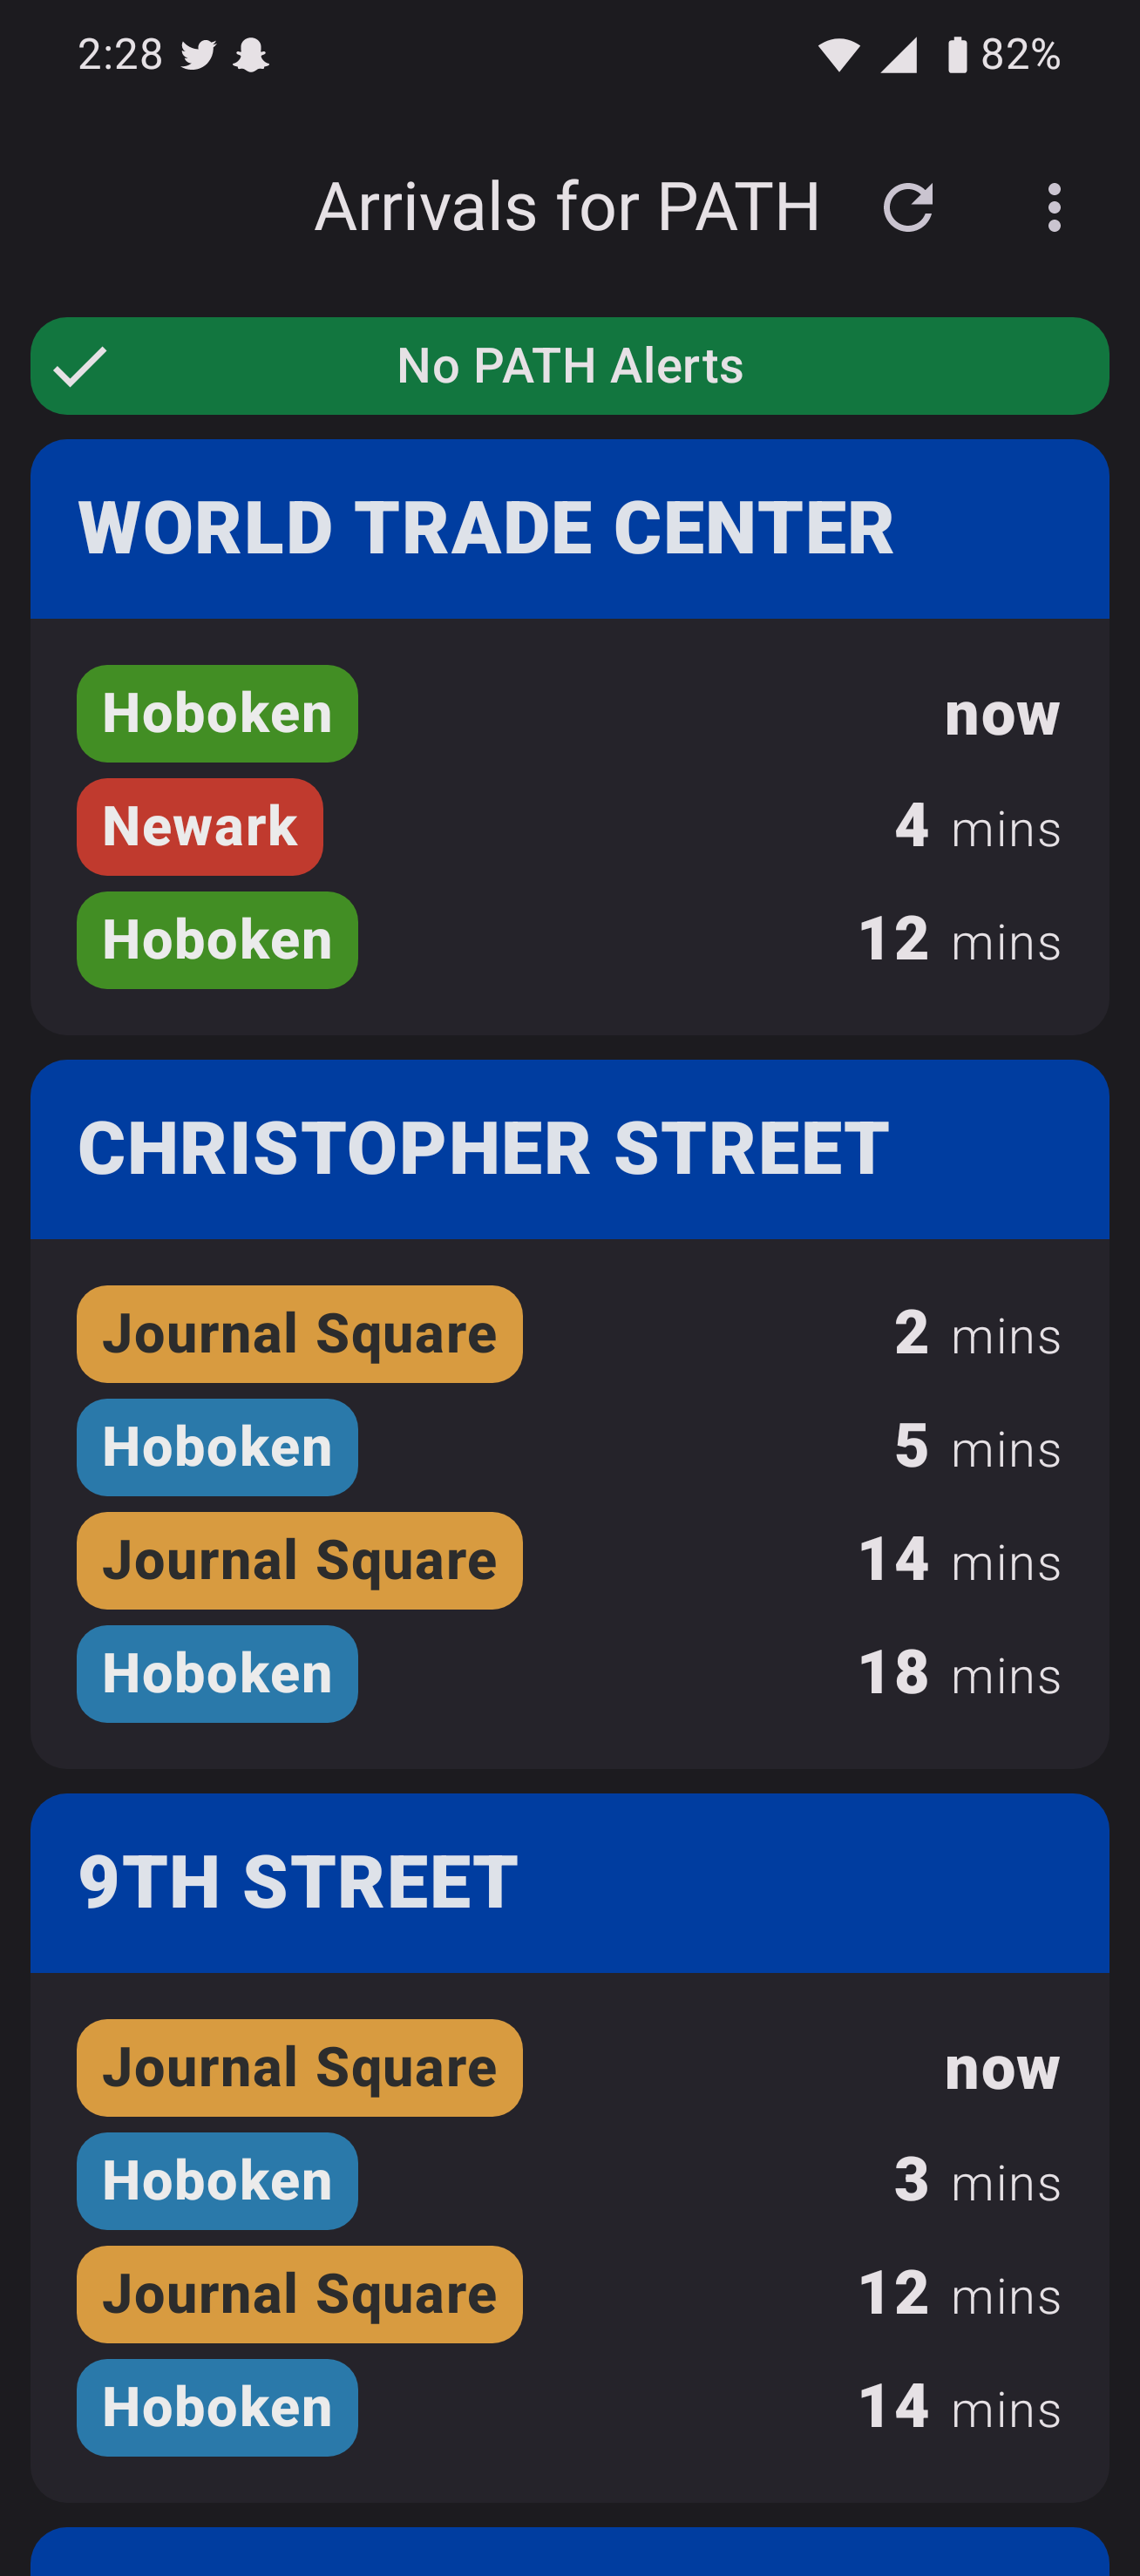 2:28 82%
Arrivals for PATH
No PATH Alerts
WORLD TRADE CENTER
Hoboken now
Newark 4 mins
Hoboken 12 mins
CHRISTOPHER STREET
Journal Square 2 mins
Hoboken 5 mins
Journal Square 14 mins
Hoboken 18 mins
9TH STREET
Journal Square now
Hoboken 3 mins
Journal Square 12 mins
Hoboken 14 mins